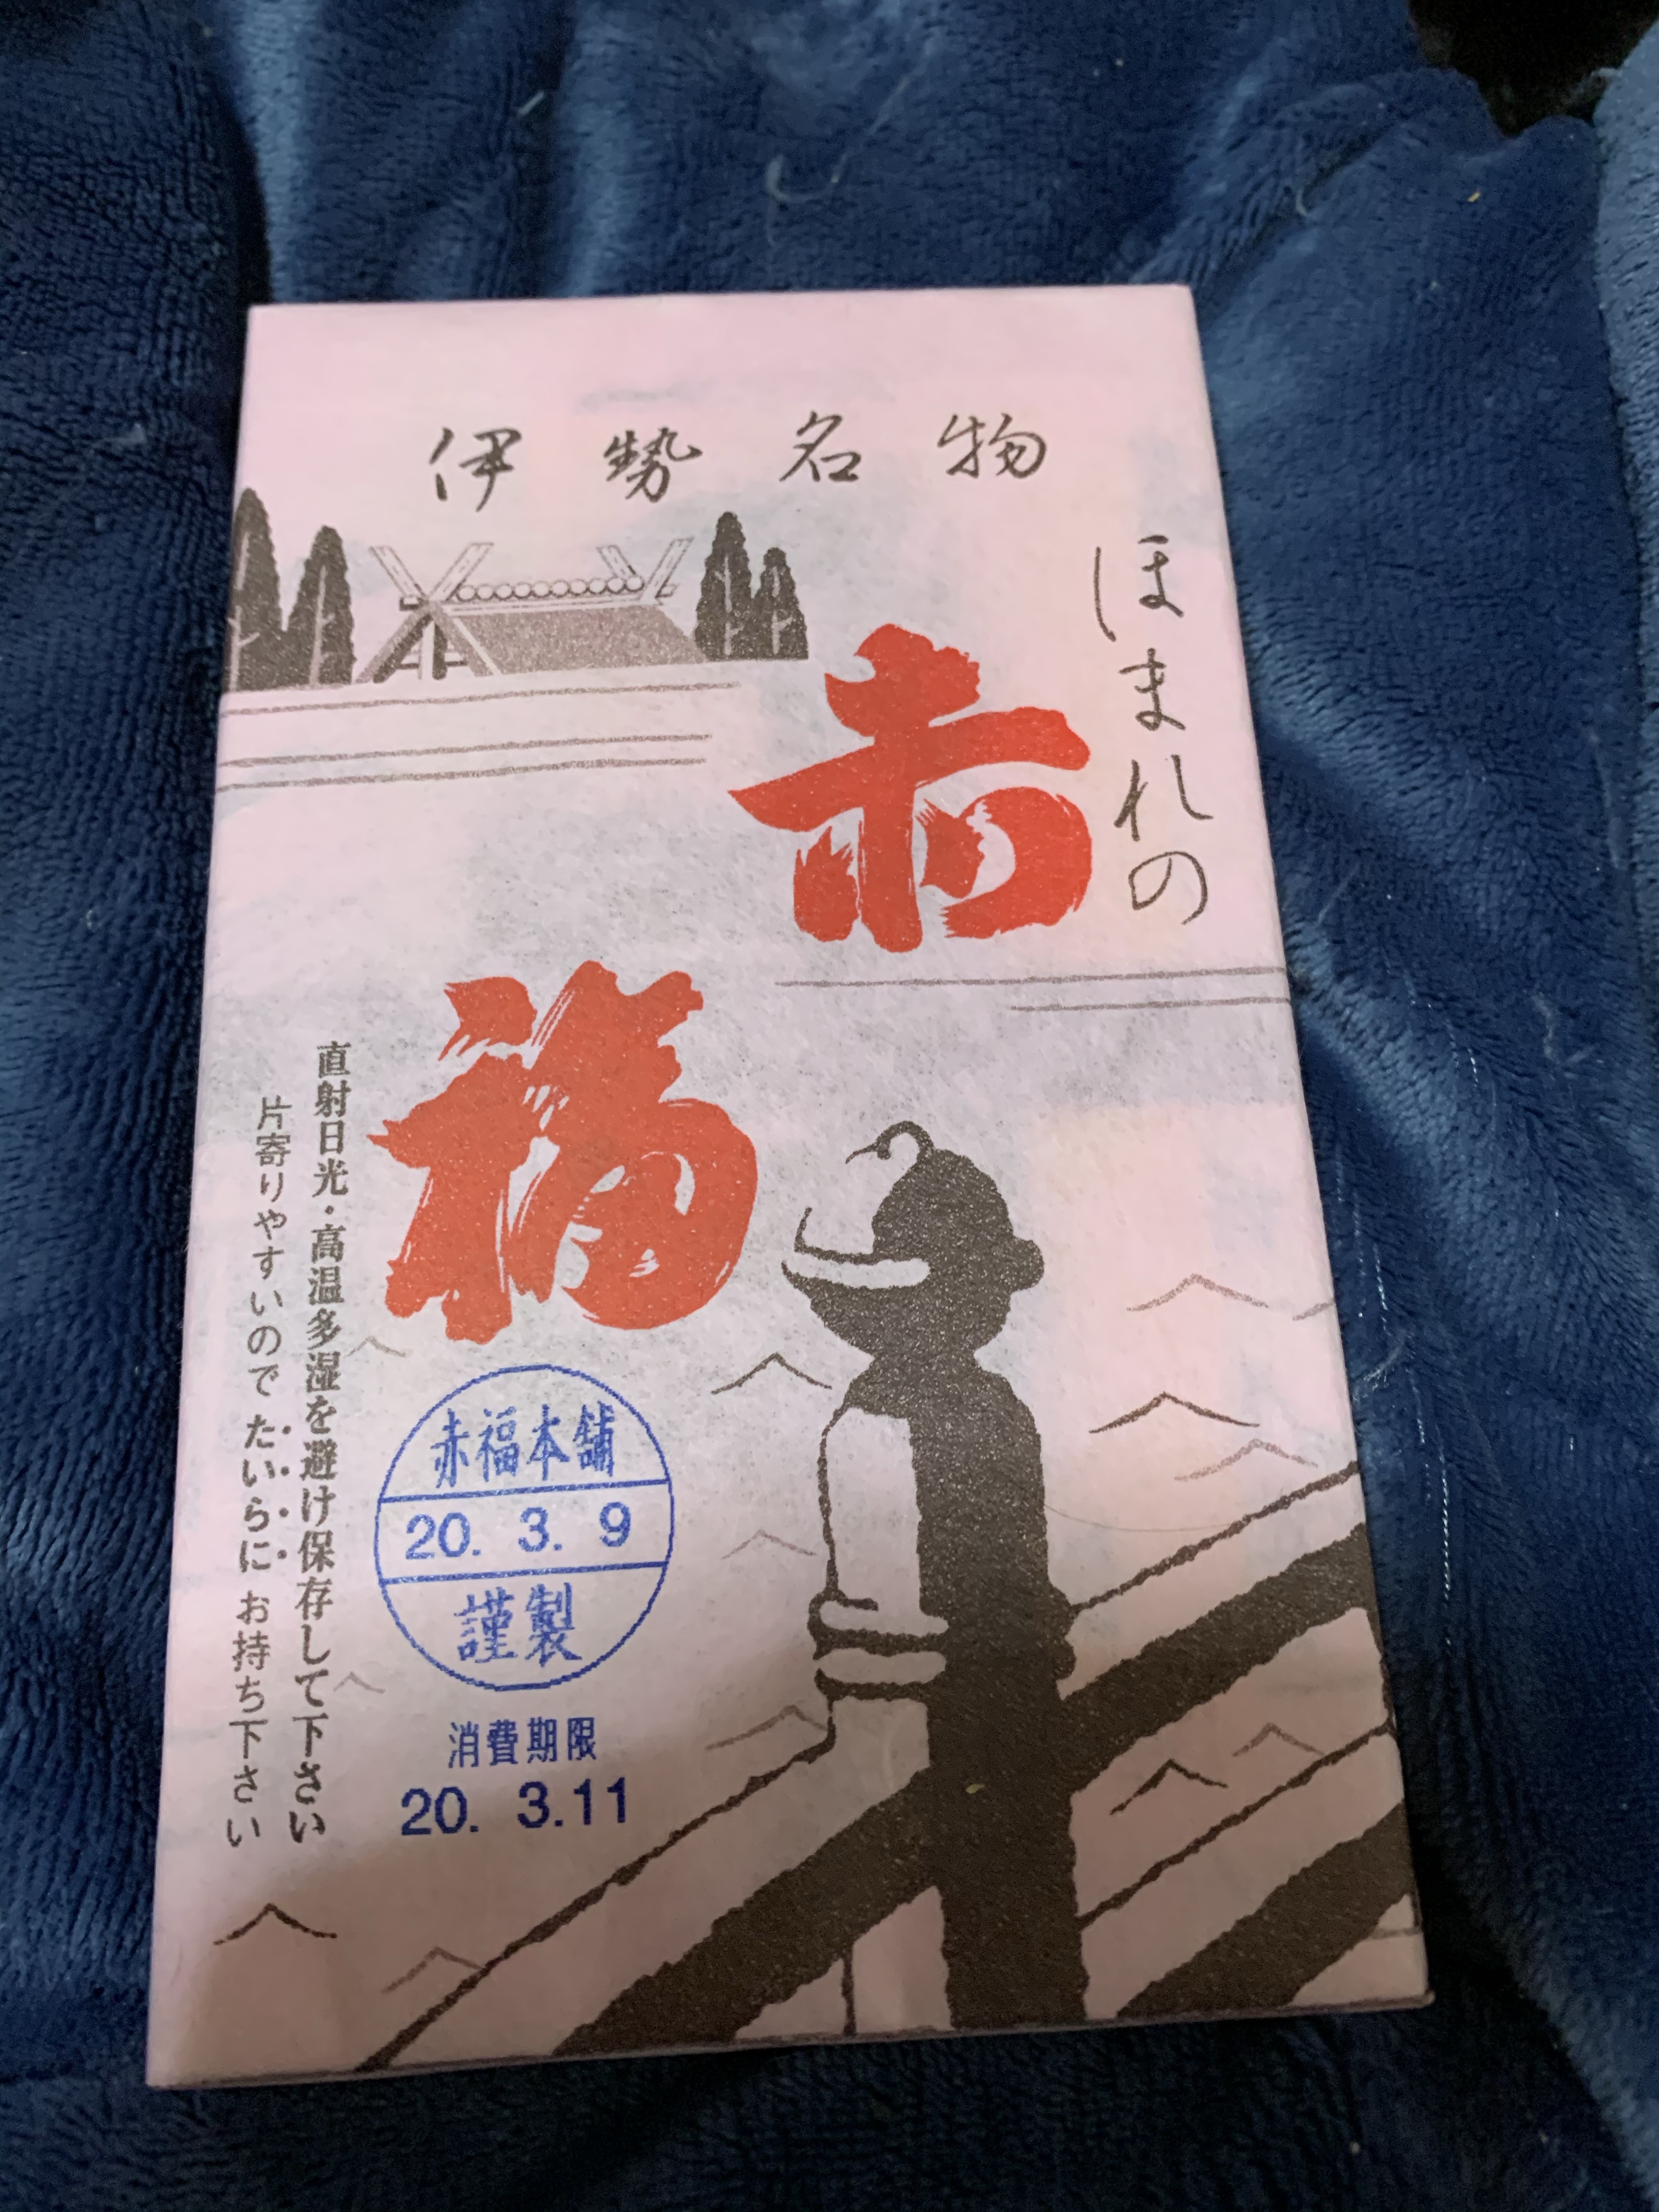 伊勢名物
ほまれの
赤福
直射日光・高温多湿を避け保存して下さい
片寄りやすいのでたいらにお持ち下さい
赤福本舗
20. 3. 9
謹製
消費期限
20. 3.11